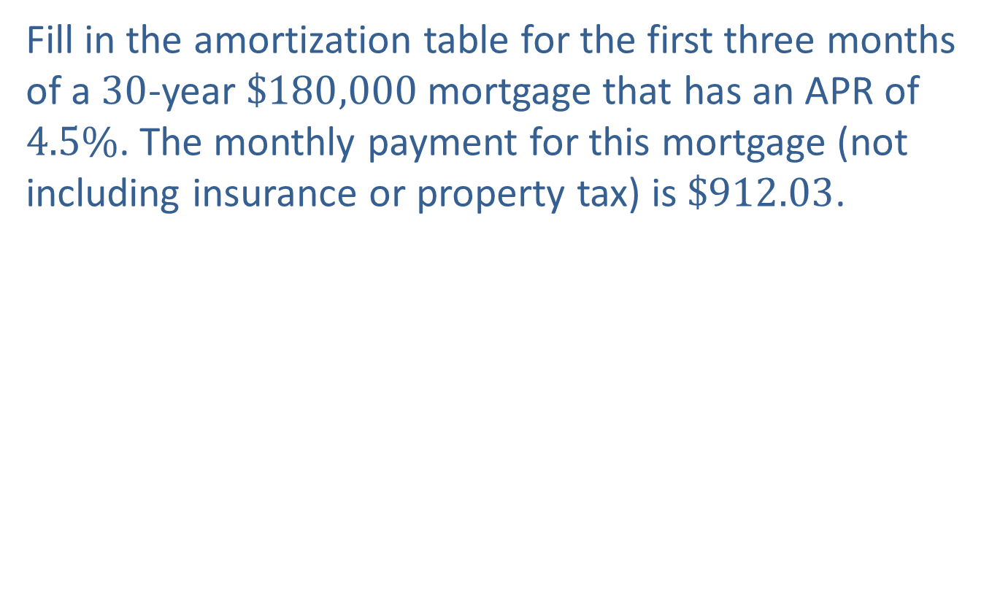 Fill in the amortization table for the first three months
of a 30-year $180,000 mortgage that has an APR of
4.5%. The monthly payment for this mortgage (not
including insurance or property tax) is $912.03.